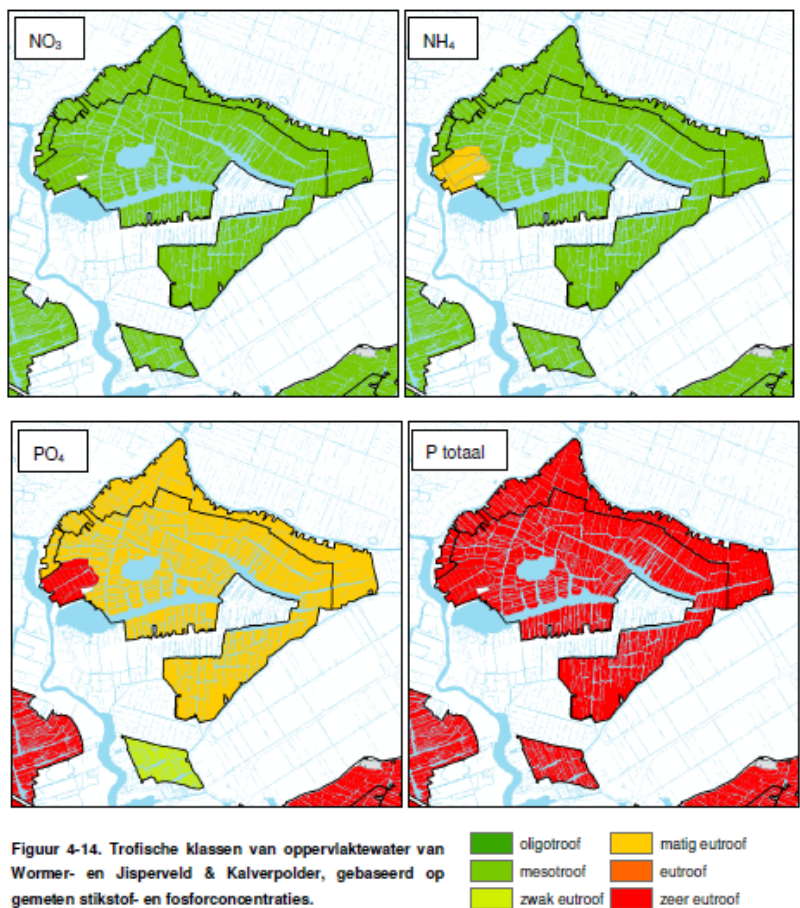 NO₃
NH₄
PO₄
P totaal
Figuur 4-14. Trofische klassen van oppervlaktewater van
Wormer- en Jisperveld & Kalverpolder, gebaseerd op
gemeten stikstof- en fosforconcentraties.
oligotroof
mesotroof
zwak eutroof
matig eutroof
eutroof
zeer eutroof